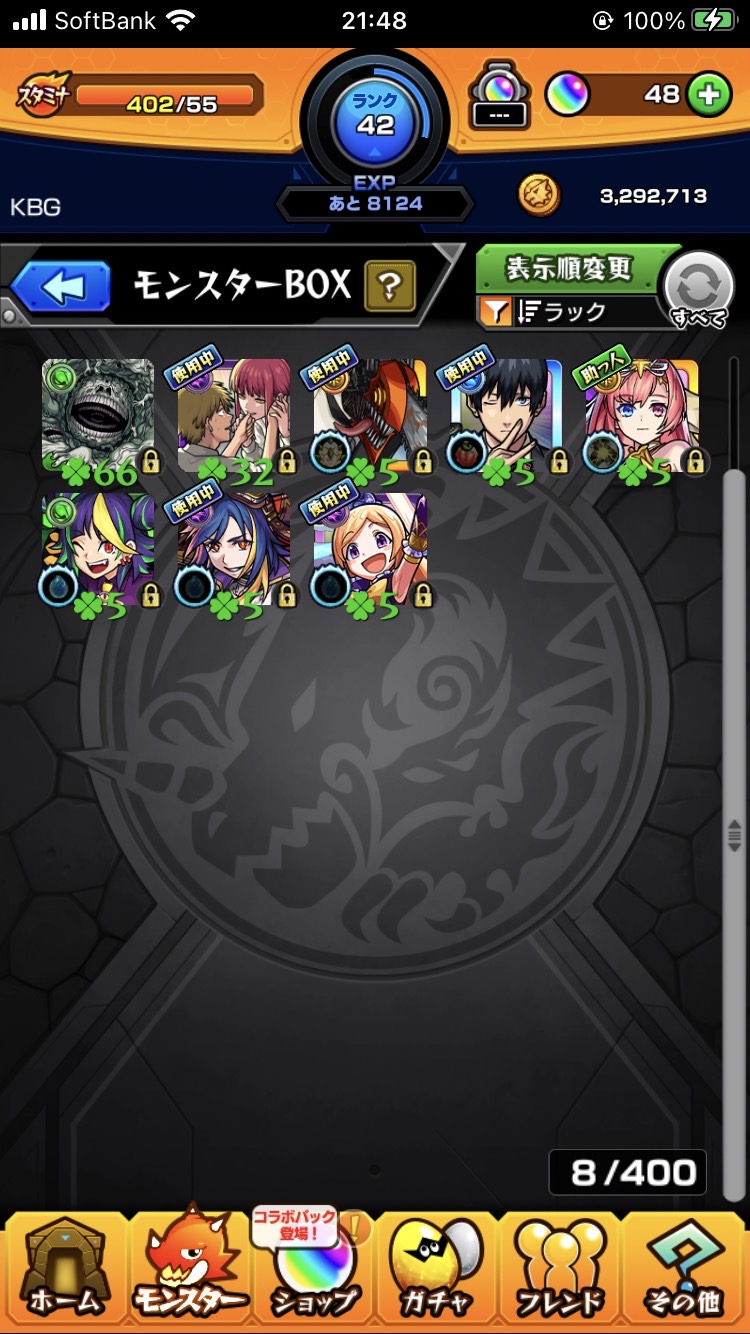 SoftBank 21:48 100%
スタミナ 402/55
ランク
42
---
48
EXP
あと 8124
KBG
3,292,713
モンスターBOX ?
表示順変更
ラック
すべて
使用中 使用中 使用中 助っ人
66 32 5 5 5
使用中 使用中
5 5 5
8/400
コラボパック
登場!
!
ホーム モンスター ショップ ガチャ フレンド その他